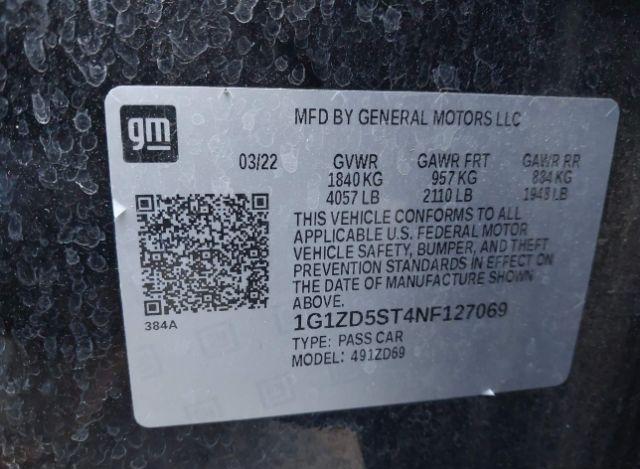 gm
MFD BY GENERAL MOTORS LLC
03/22 GVWR GAWR FRT GAWR RR
1840 KG 957 KG 884 KG
4057 LB 2110 LB 1948 LB
THIS VEHICLE CONFORMS TO ALL
APPLICABLE U.S. FEDERAL MOTOR
VEHICLE SAFETY, BUMPER, AND THEFT
PREVENTION STANDARDS IN EFFECT ON
THE DATE OF MANUFACTURE SHOWN
ABOVE.
384A
1G1ZD5ST4NF127069
TYPE: PASS CAR
MODEL: 491ZD69